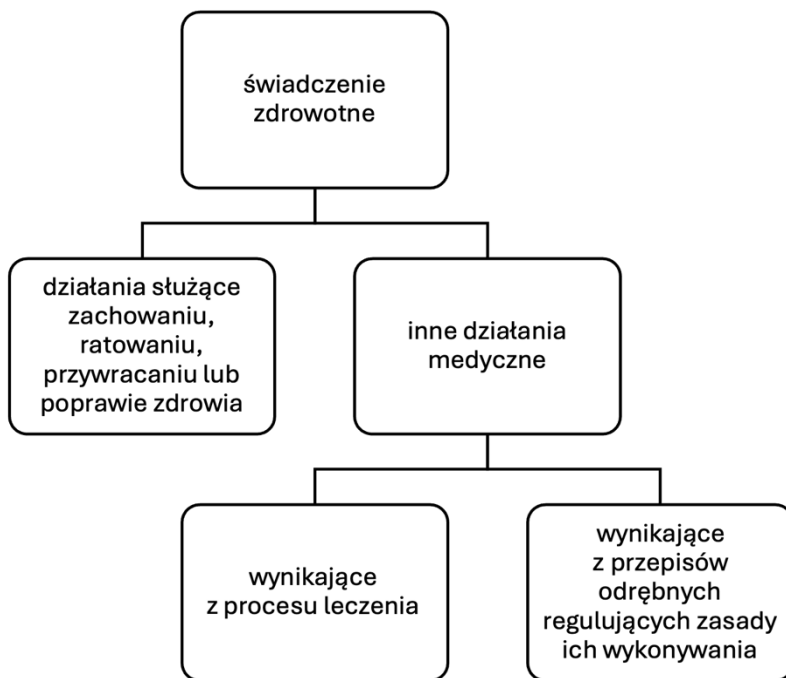 świadczenie
zdrowotne
działania służące
zachowaniu,
ratowaniu,
przywracaniu lub
poprawie zdrowia
inne działania
medyczne
wynikające
z procesu leczenia
wynikające
z przepisów
odrębnych
regulujących zasady
ich wykonywania